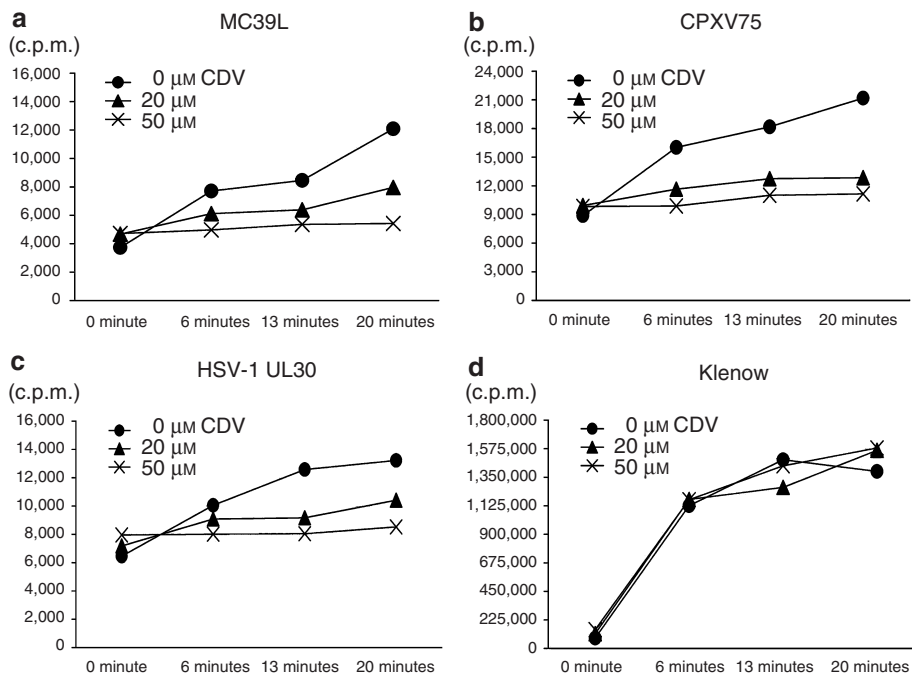 a
MC39L
(c.p.m.)
16,000
14,000
12,000
10,000
8,000
6,000
4,000
2,000
0
0 μM CDV
20 μM
50 μM
0 minute 6 minutes 13 minutes 20 minutes
b
CPXV75
(c.p.m.)
24,000
21,000
18,000
15,000
12,000
9,000
6,000
3,000
0
0 μM CDV
20 μM
50 μM
0 minute 6 minutes 13 minutes 20 minutes
c
HSV-1 UL30
(c.p.m.)
16,000
14,000
12,000
10,000
8,000
6,000
4,000
2,000
0
0 μM CDV
20 μM
50 μM
0 minute 6 minutes 13 minutes 20 minutes
d
Klenow
(c.p.m.)
1,800,000
1,575,000
1,350,000
1,125,000
900,000
675,000
450,000
225,000
0
0 μM CDV
20 μM
50 μM
0 minute 6 minutes 13 minutes 20 minutes